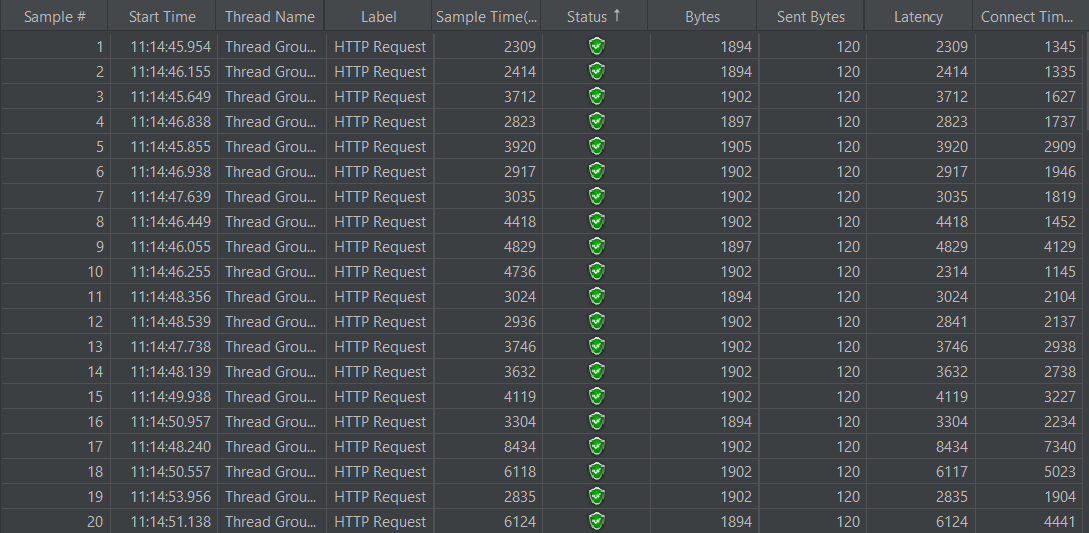 Sample # Start Time Thread Name Label Sample Time(... Status ↑ Bytes Sent Bytes Latency Connect Tim...
1 11:14:45.954 Thread Grou... HTTP Request 2309 1894 120 2309 1345
2 11:14:46.155 Thread Grou... HTTP Request 2414 1894 120 2414 1335
3 11:14:45.649 Thread Grou... HTTP Request 3712 1902 120 3712 1627
4 11:14:46.838 Thread Grou... HTTP Request 2823 1897 120 2823 1737
5 11:14:45.855 Thread Grou... HTTP Request 3920 1905 120 3920 2909
6 11:14:46.938 Thread Grou... HTTP Request 2917 1902 120 2917 1946
7 11:14:47.639 Thread Grou... HTTP Request 3035 1902 120 3035 1819
8 11:14:46.449 Thread Grou... HTTP Request 4418 1902 120 4418 1452
9 11:14:46.055 Thread Grou... HTTP Request 4829 1897 120 4829 4129
10 11:14:46.255 Thread Grou... HTTP Request 4736 1902 120 2314 1145
11 11:14:48.356 Thread Grou... HTTP Request 3024 1894 120 3024 2104
12 11:14:48.539 Thread Grou... HTTP Request 2936 1902 120 2841 2137
13 11:14:47.738 Thread Grou... HTTP Request 3746 1902 120 3746 2938
14 11:14:48.139 Thread Grou... HTTP Request 3632 1902 120 3632 2738
15 11:14:49.938 Thread Grou... HTTP Request 4119 1902 120 4119 3227
16 11:14:50.957 Thread Grou... HTTP Request 3304 1894 120 3304 2234
17 11:14:48.240 Thread Grou... HTTP Request 8434 1902 120 8434 7340
18 11:14:50.557 Thread Grou... HTTP Request 6118 1902 120 6117 5023
19 11:14:53.956 Thread Grou... HTTP Request 2835 1902 120 2835 1904
20 11:14:51.138 Thread Grou... HTTP Request 6124 1894 120 6124 4441